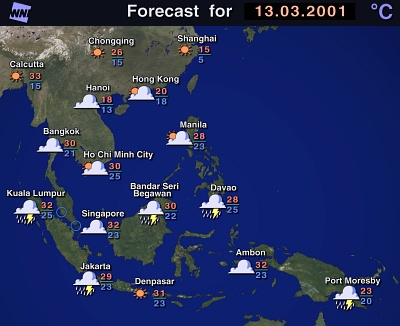 WN Forecast for 13.03.2001 °C
Shanghai
15
5
Chongqing
26
15
Calcutta
33
15
Hong Kong
20
18
Hanoi
18
13
Manila
28
23
Bangkok
30
21
Ho Chi Minh City
30
25
Kuala Lumpur
32
25
Bandar Seri
Begawan
30
22
Davao
28
25
Singapore
32
23
Ambon
32
23
Jakarta
29
23
Denpasar
31
23
Port Moresby
23
20